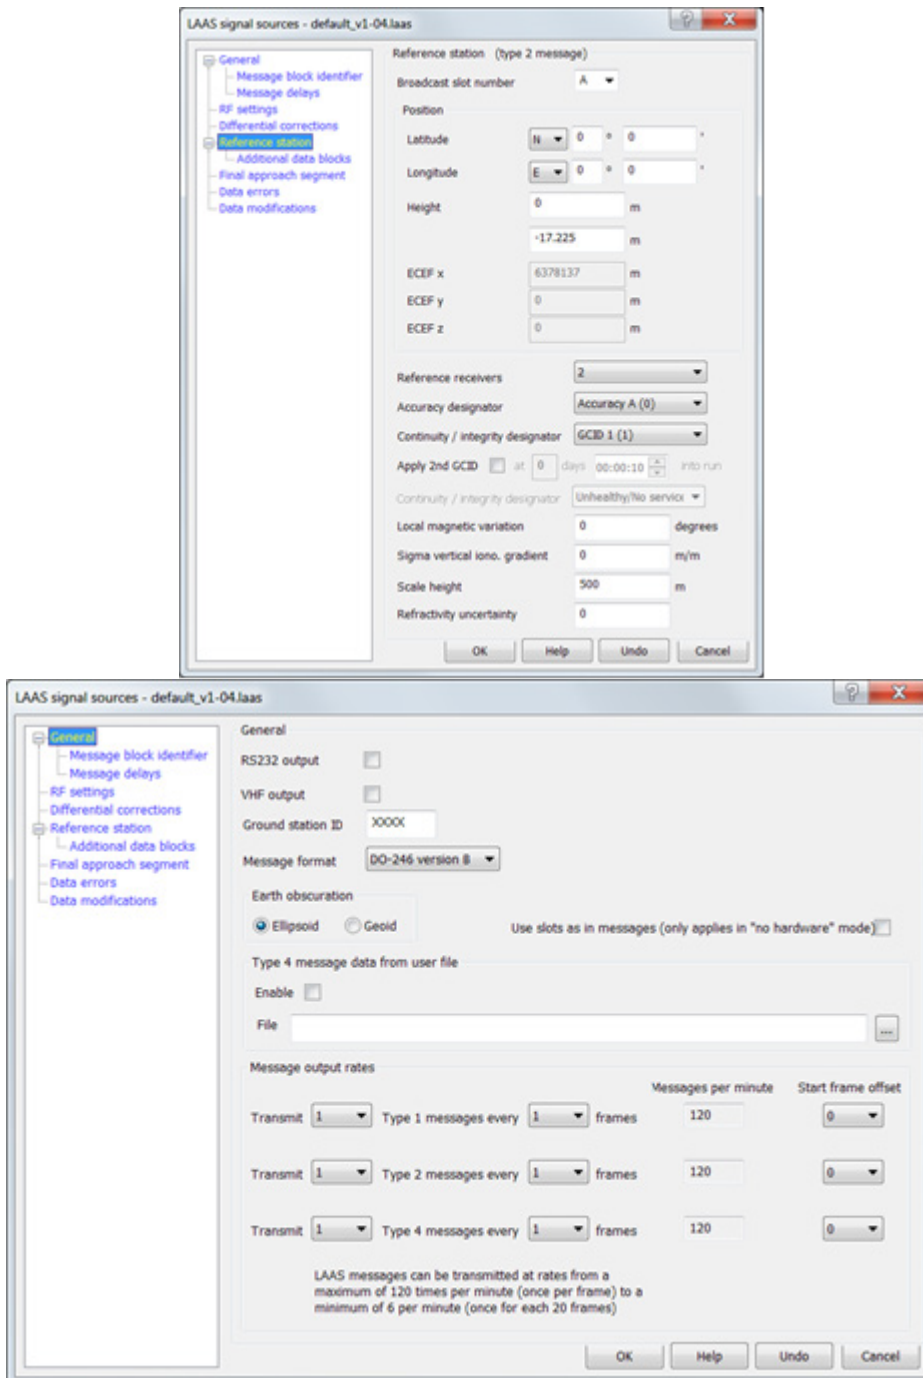 LAAS signal sources - default_v1-04.laas
General
Message block identifier
Message delays
RF settings
Differential corrections
Reference station
Additional data blocks
Final approach segment
Data errors
Data modifications
Reference station (type 2 message)
Broadcast slot number A
Position
Latitude N 0 ° 0 '
Longitude E 0 ° 0 '
Height 0 m
-17.225 m
ECEF x 6378137 m
ECEF y 0 m
ECEF z 0 m
Reference receivers 2
Accuracy designator Accuracy A (0)
Continuity / integrity designator GCID 1 (1)
Apply 2nd GCID at 0 days 00:00:10 into run
Continuity / integrity designator Unhealthy/No service
Local magnetic variation 0 degrees
Sigma vertical iono. gradient 0 m/m
Scale height 500 m
Refractivity uncertainty 0
OK Help Undo Cancel
LAAS signal sources - default_v1-04.laas
General
Message block identifier
Message delays
RF settings
Differential corrections
Reference station
Additional data blocks
Final approach segment
Data errors
Data modifications
General
RS232 output
VHF output
Ground station ID XXXX
Message format DO-246 version B
Earth obscuration
Ellipsoid Geoid
Use slots as in messages (only applies in "no hardware" mode)
Type 4 message data from user file
Enable
File ...
Message output rates
Messages per minute Start frame offset
Transmit 1 Type 1 messages every 1 frames 120 0
Transmit 1 Type 2 messages every 1 frames 120 0
Transmit 1 Type 4 messages every 1 frames 120 0
LAAS messages can be transmitted at rates from a
maximum of 120 times per minute (once per frame) to a
minimum of 6 per minute (once for each 20 frames)
OK Help Undo Cancel